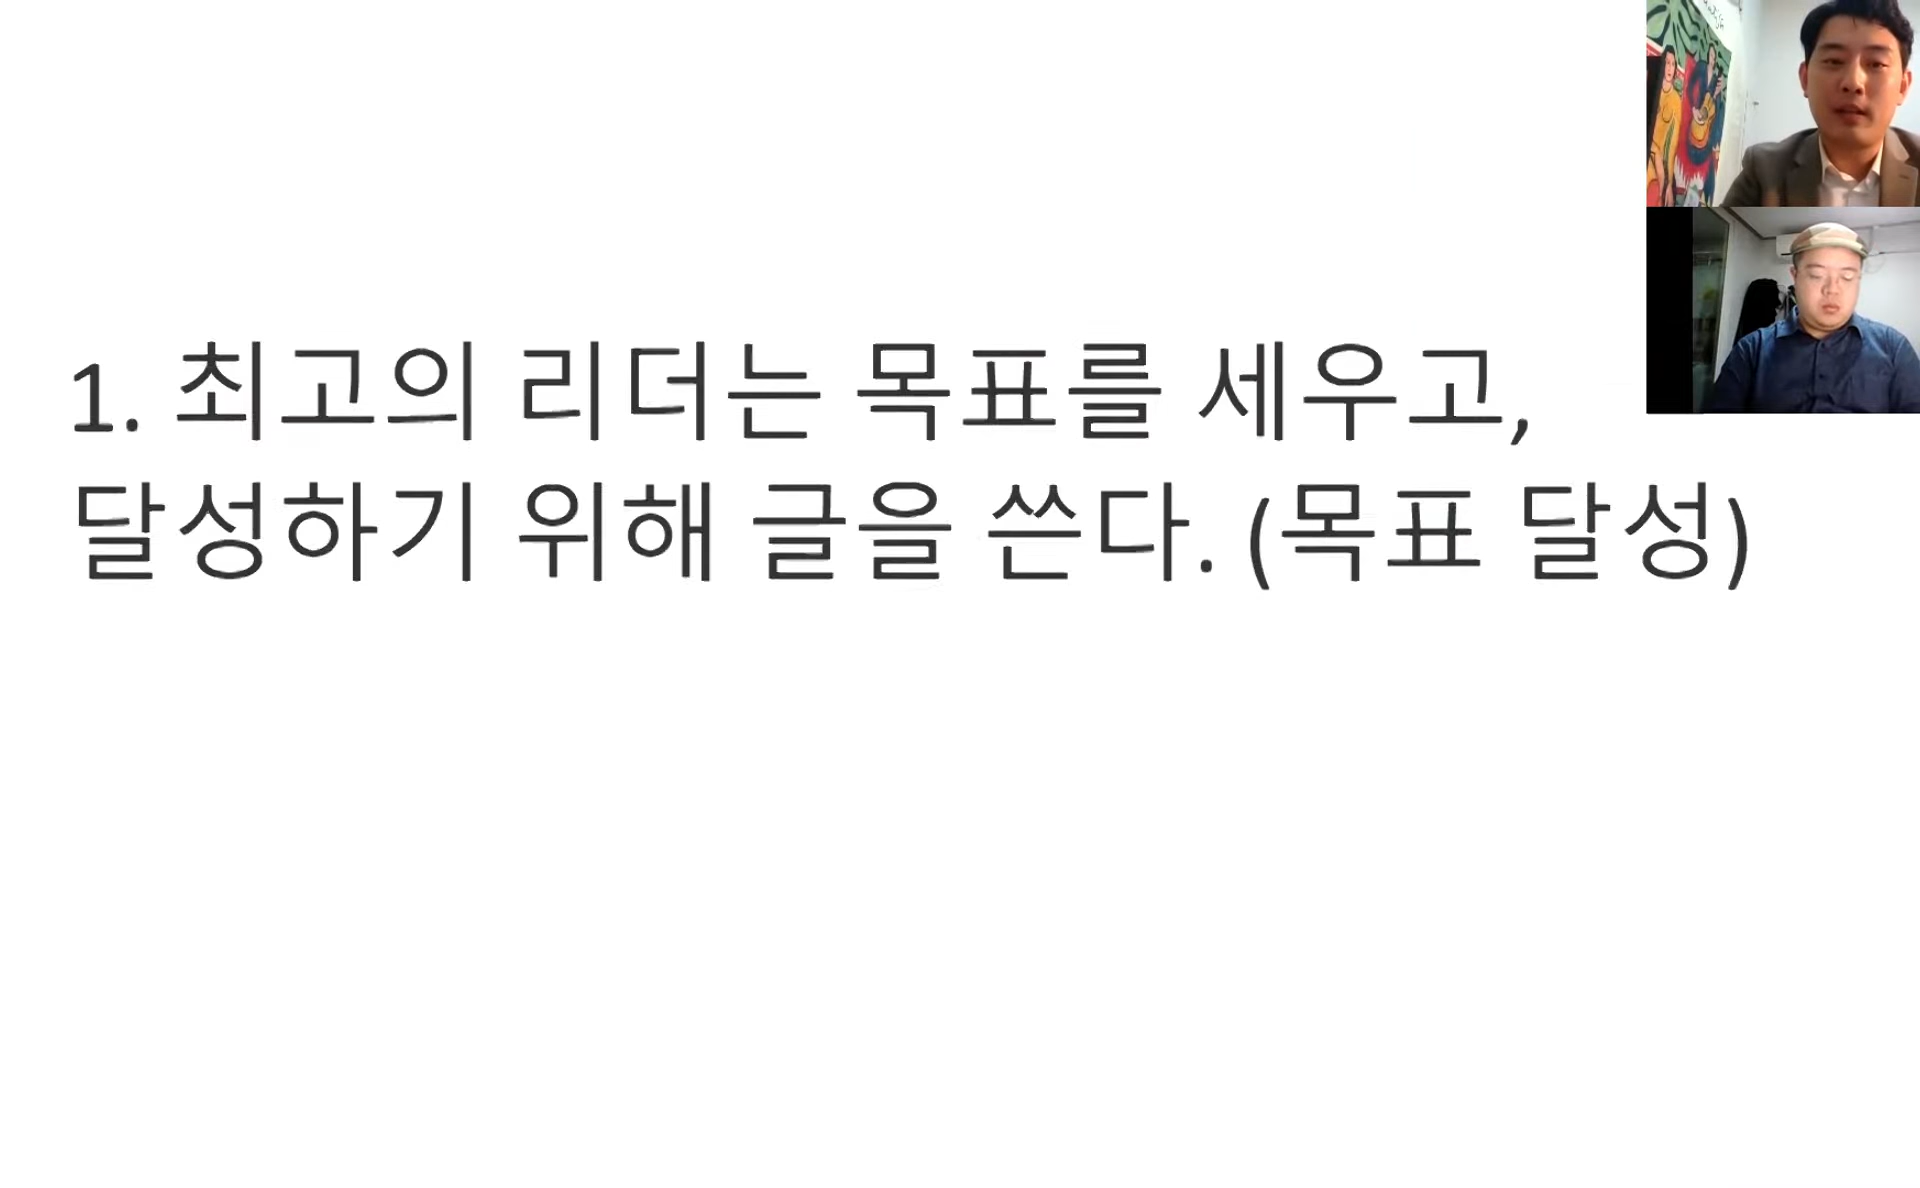 1. 최고의 리더는 목표를 세우고,
달성하기 위해 글을 쓴다. (목표 달성)